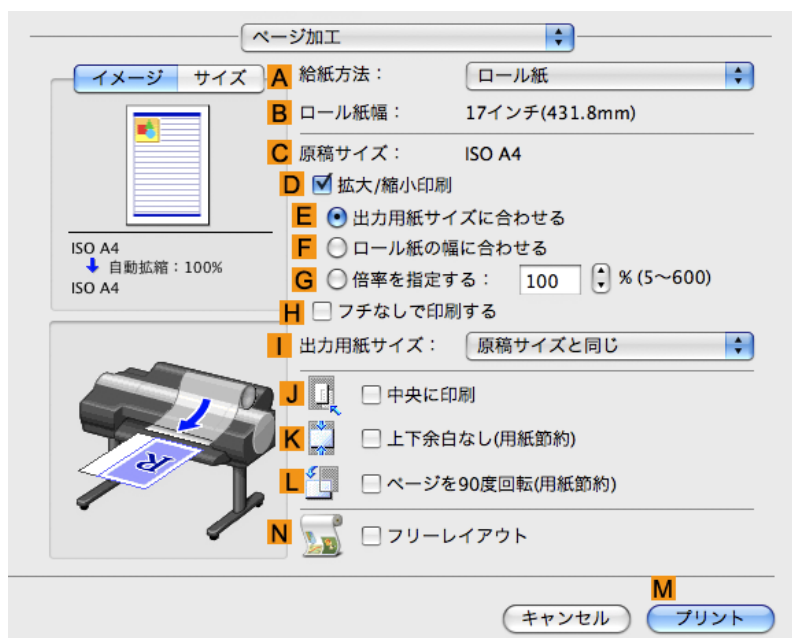 ページ加工
イメージ サイズ
A 給紙方法： ロール紙
B ロール紙幅： 17インチ(431.8mm)
C 原稿サイズ： ISO A4
D 拡大/縮小印刷
E 出力用紙サイズに合わせる
F ロール紙の幅に合わせる
G 倍率を指定する： 100 % (5〜600)
ISO A4
自動拡縮：100%
ISO A4
H フチなしで印刷する
I 出力用紙サイズ： 原稿サイズと同じ
J 中央に印刷
K 上下余白なし(用紙節約)
L ページを90度回転(用紙節約)
R
N フリーレイアウト
M
キャンセル プリント